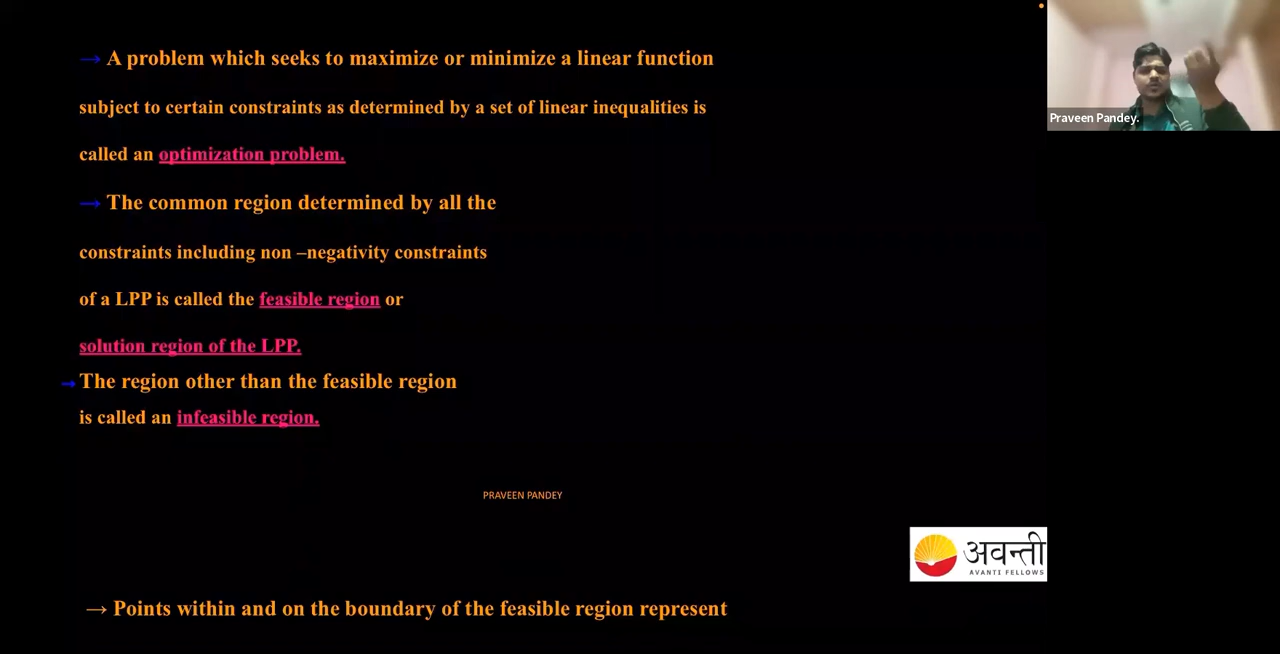 → A problem which seeks to maximize or minimize a linear function
subject to certain constraints as determined by a set of linear inequalities is
called an optimization problem.
→ The common region determined by all the
constraints including non –negativity constraints
of a LPP is called the feasible region or
solution region of the LPP.
→ The region other than the feasible region
is called an infeasible region.
PRAVEEN PANDEY
अवन्ती
AVANTI FELLOWS
→ Points within and on the boundary of the feasible region represent
Praveen Pandey.